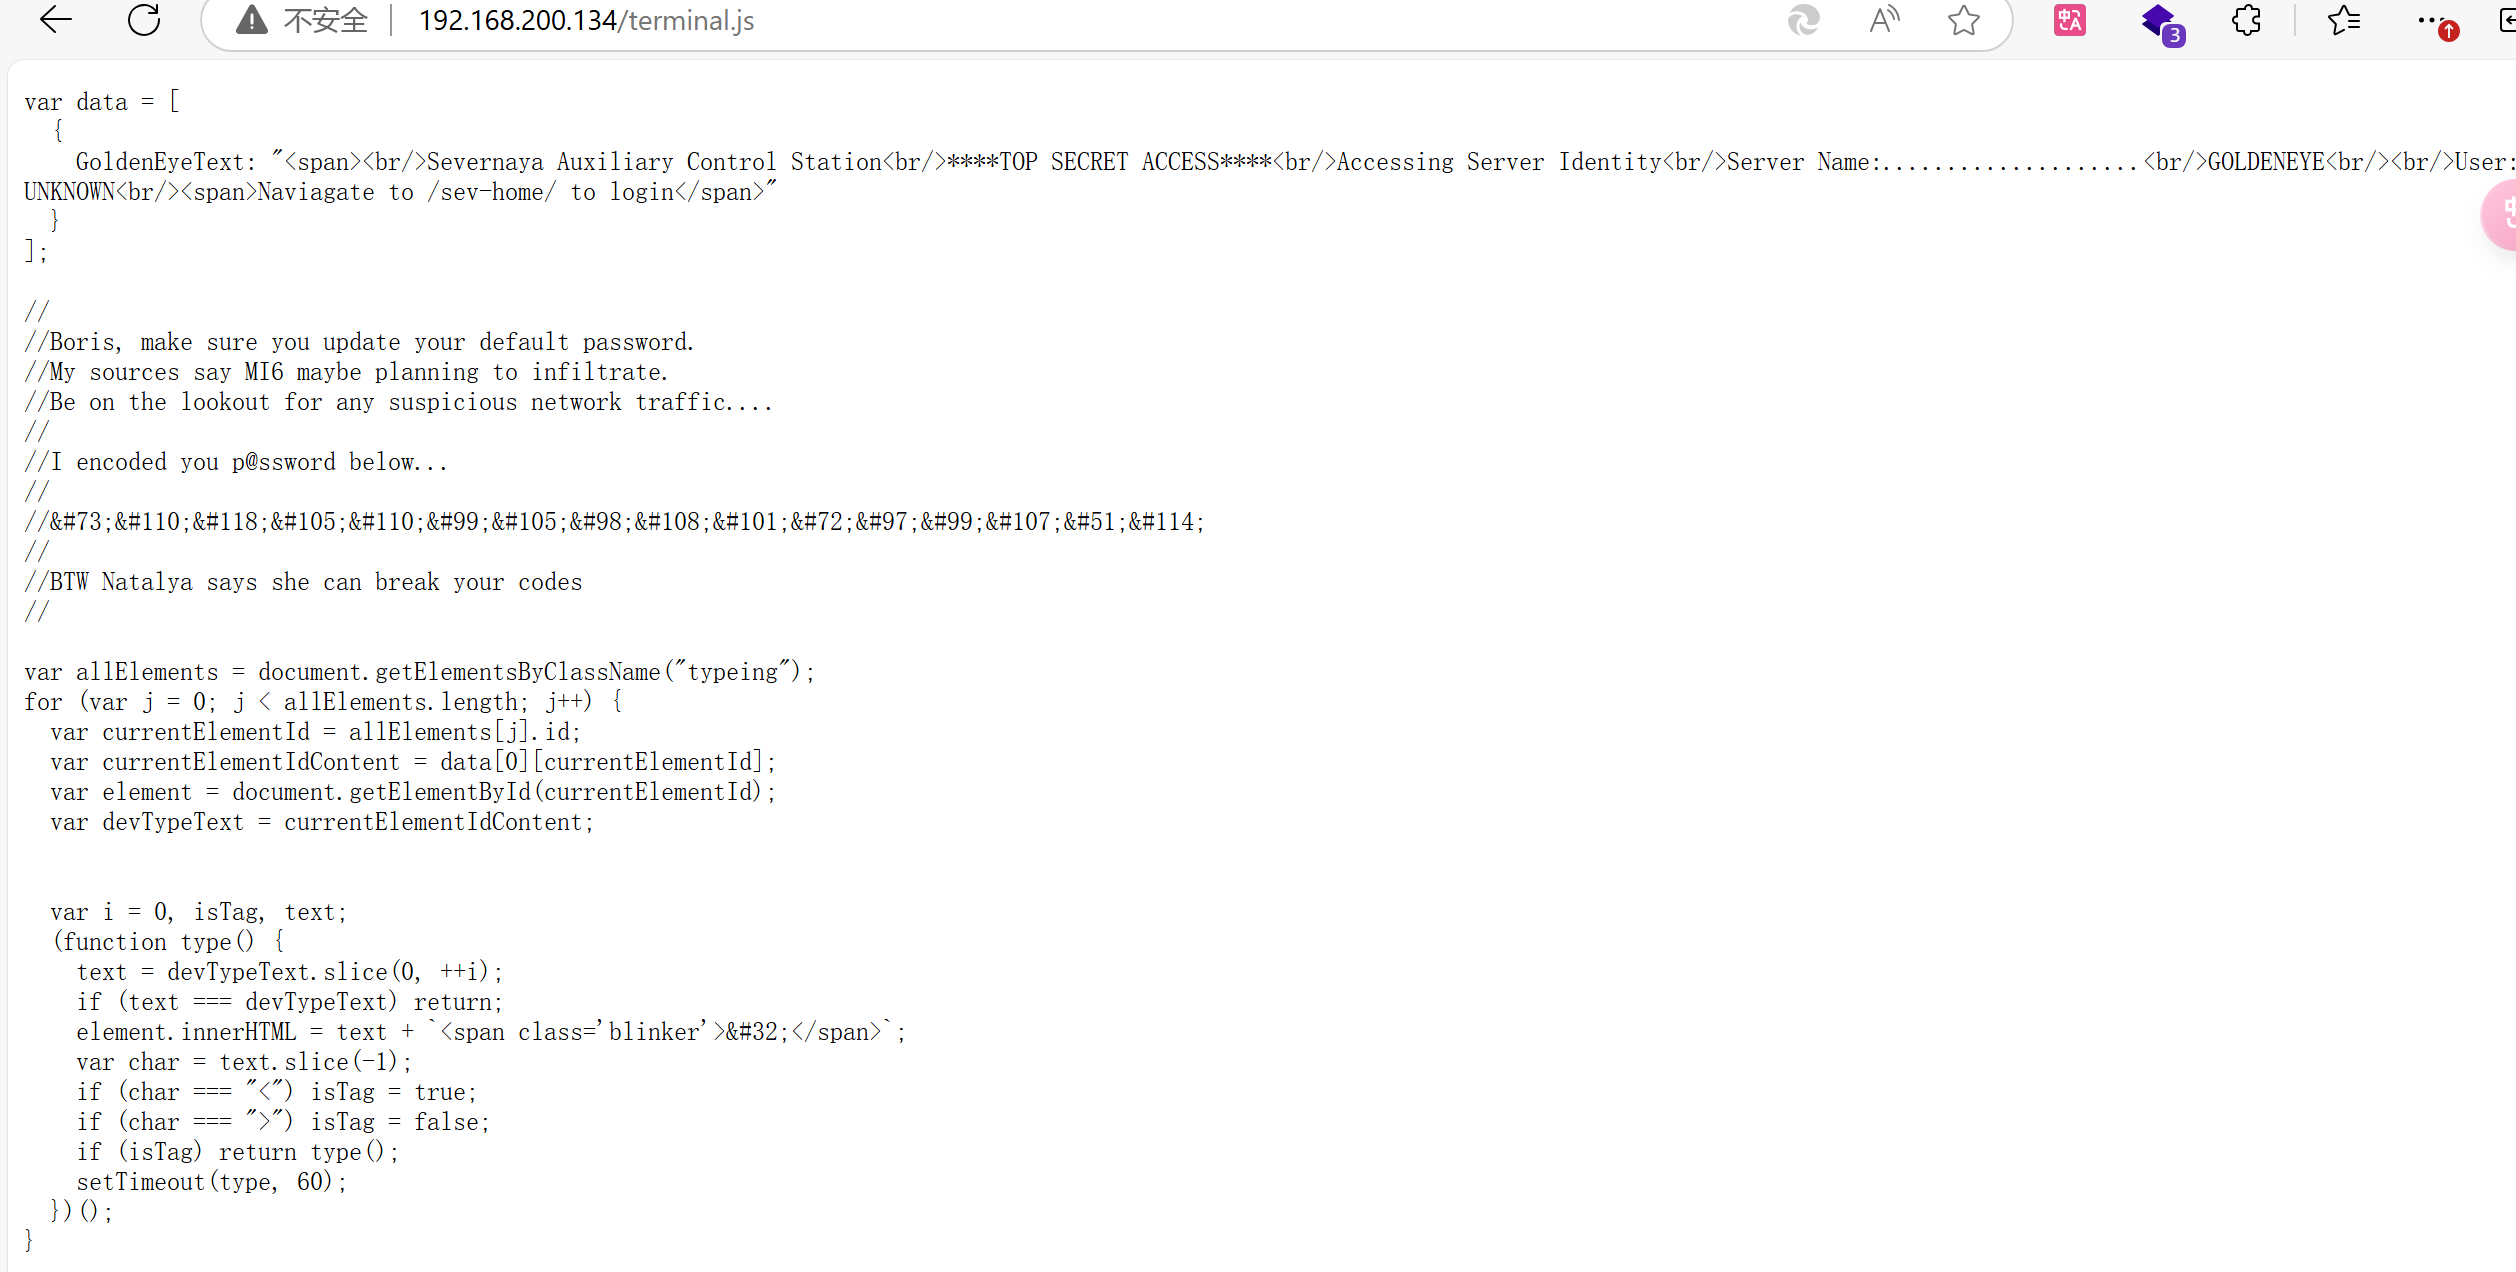 不安全 192.168.200.134/terminal.js
3
var data = [
  {
    GoldenEyeText: "<span><br/>Severnaya Auxiliary Control Station<br/>****TOP SECRET ACCESS****<br/>Accessing Server Identity<br/>Server Name:....................<br/>GOLDENEYE<br/><br/>User:
UNKNOWN<br/><span>Naviagate to /sev-home/ to login</span>"
  }
];
//
//Boris, make sure you update your default password.
//My sources say MI6 maybe planning to infiltrate.
//Be on the lookout for any suspicious network traffic....
//
//I encoded you p@ssword below...
//
//&#73;&#110;&#118;&#105;&#110;&#99;&#105;&#98;&#108;&#101;&#72;&#97;&#99;&#107;&#51;&#114;
//
//BTW Natalya says she can break your codes
//
var allElements = document.getElementsByClassName("typeing");
for (var j = 0; j < allElements.length; j++) {
  var currentElementId = allElements[j].id;
  var currentElementIdContent = data[0][currentElementId];
  var element = document.getElementById(currentElementId);
  var devTypeText = currentElementIdContent;
  var i = 0, isTag, text;
  (function type() {
    text = devTypeText.slice(0, ++i);
    if (text === devTypeText) return;
    element.innerHTML = text + `<span class='blinker'>&#32;</span>`;
    var char = text.slice(-1);
    if (char === "<") isTag = true;
    if (char === ">") isTag = false;
    if (isTag) return type();
    setTimeout(type, 60);
  })();
}